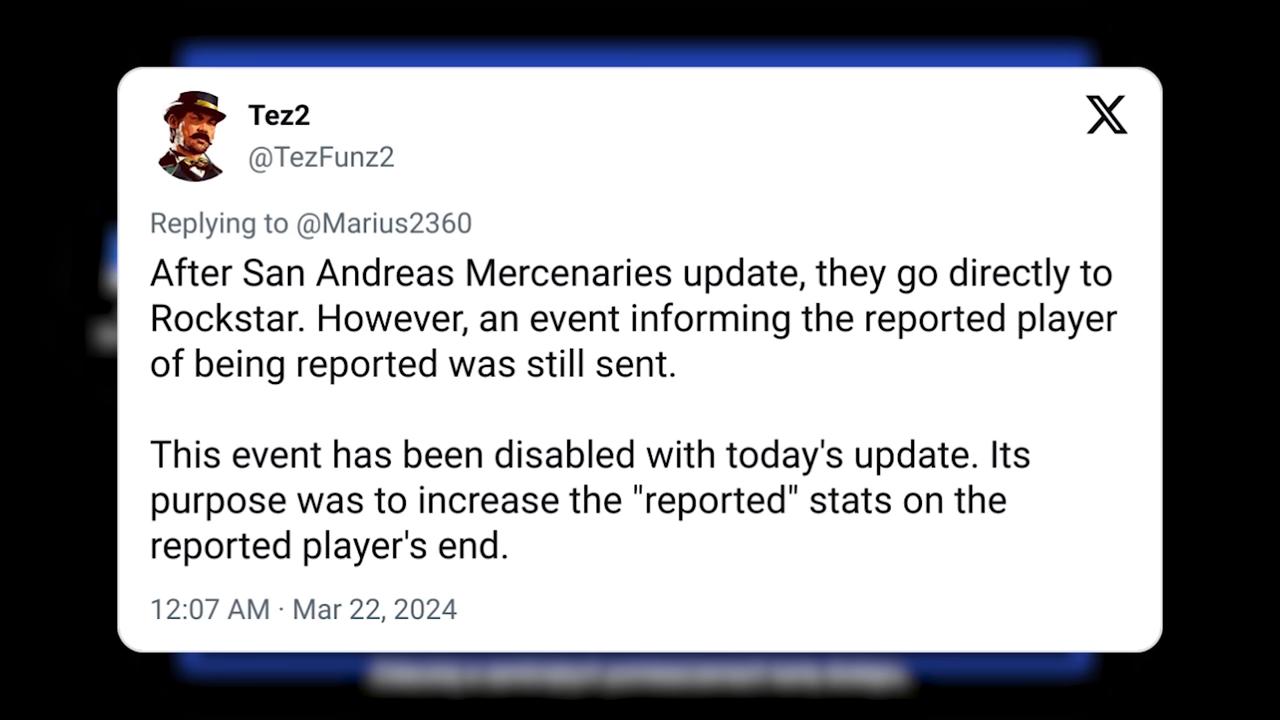 Tez2
@TezFunz2
Replying to @Marius2360
After San Andreas Mercenaries update, they go directly to
Rockstar. However, an event informing the reported player
of being reported was still sent.
This event has been disabled with today's update. Its
purpose was to increase the "reported" stats on the
reported player's end.
12:07 AM · Mar 22, 2024